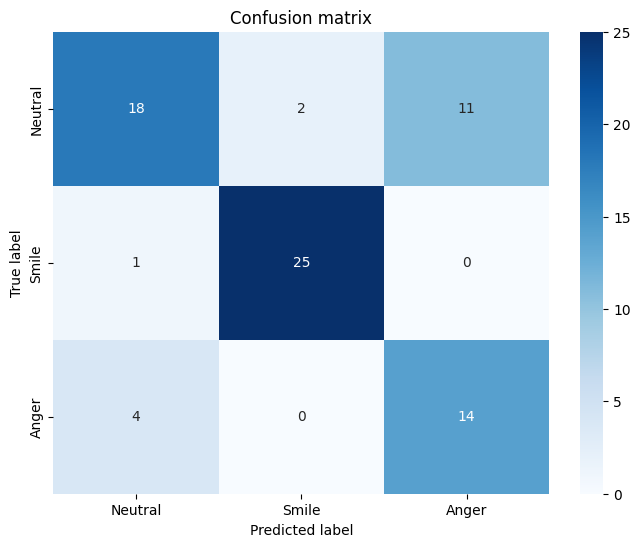 Confusion matrix
True label
Neutral
Smile
Anger
18 2 11
1 25 0
4 0 14
Neutral Smile Anger
Predicted label
25
20
15
10
5
0